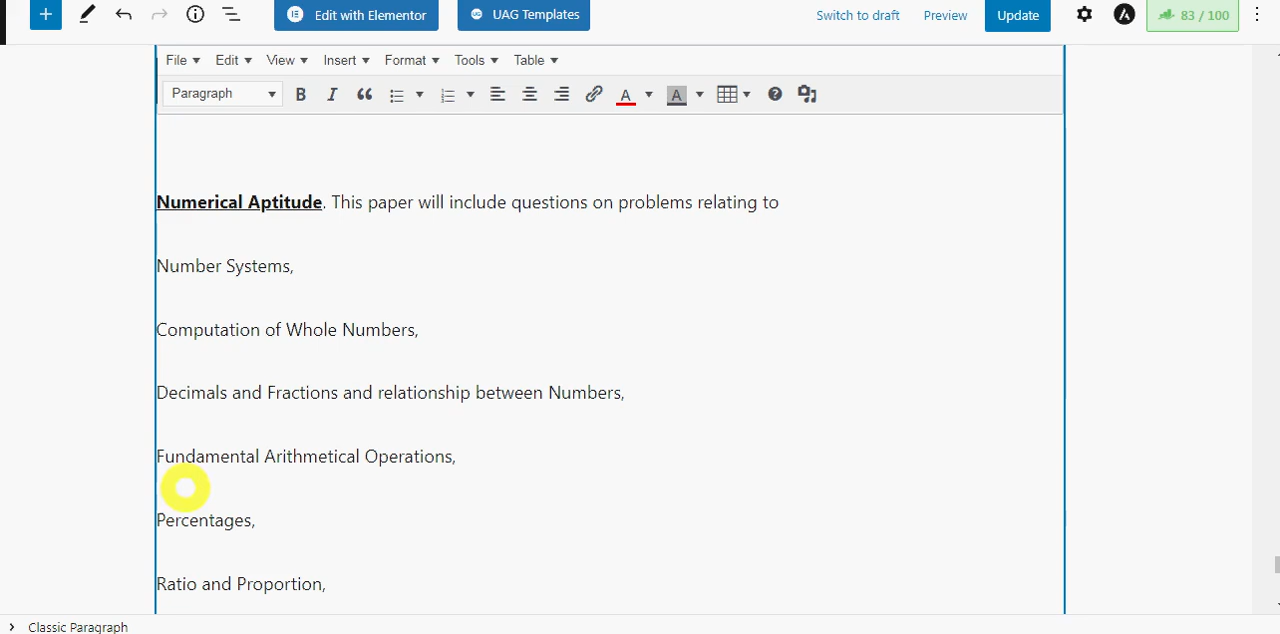 Edit with Elementor UAG Templates Switch to draft Preview Update 83 / 100
File Edit View Insert Format Tools Table
Paragraph B I A A
Numerical Aptitude. This paper will include questions on problems relating to
Number Systems,
Computation of Whole Numbers,
Decimals and Fractions and relationship between Numbers,
Fundamental Arithmetical Operations,
Percentages,
Ratio and Proportion,
Classic Paragraph